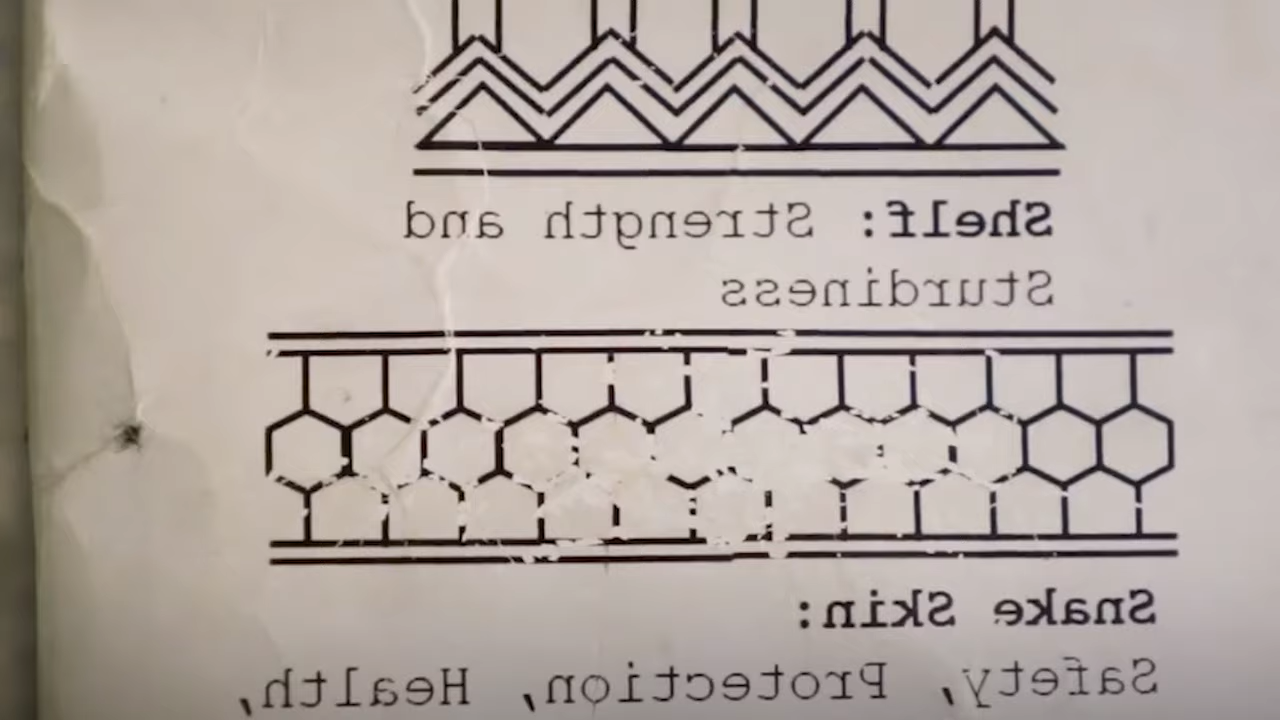 Shelf: Strength and
Sturdiness
Snake Skin:
Safety, Protection, Health,